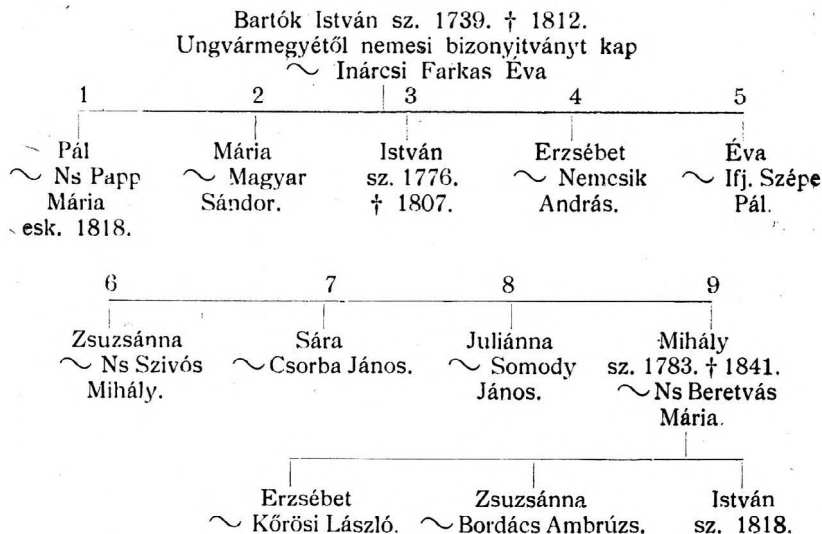 Bartók István sz. 1739. † 1812.
Ungvármegyétől nemesi bizonyitványt kap
~ Inárcsi Farkas Éva
1 2 3 4 5
Pál Mária István Erzsébet Éva
~ Ns Papp ~ Magyar sz. 1776. ~ Nemcsik ~ Ifj. Szépe
Mária Sándor. † 1807. András. Pál.
esk. 1818.
6 7 8 9
Zsuzsánna Sára Juliánna Mihály
~ Ns Szivós ~ Csorba János. ~ Somody sz. 1783. † 1841.
Mihály. János. ~ Ns Beretvás
Mária.
Erzsébet Zsuzsánna István
~ Kőrösi László. ~ Bordács Ambrúzs. sz. 1818.